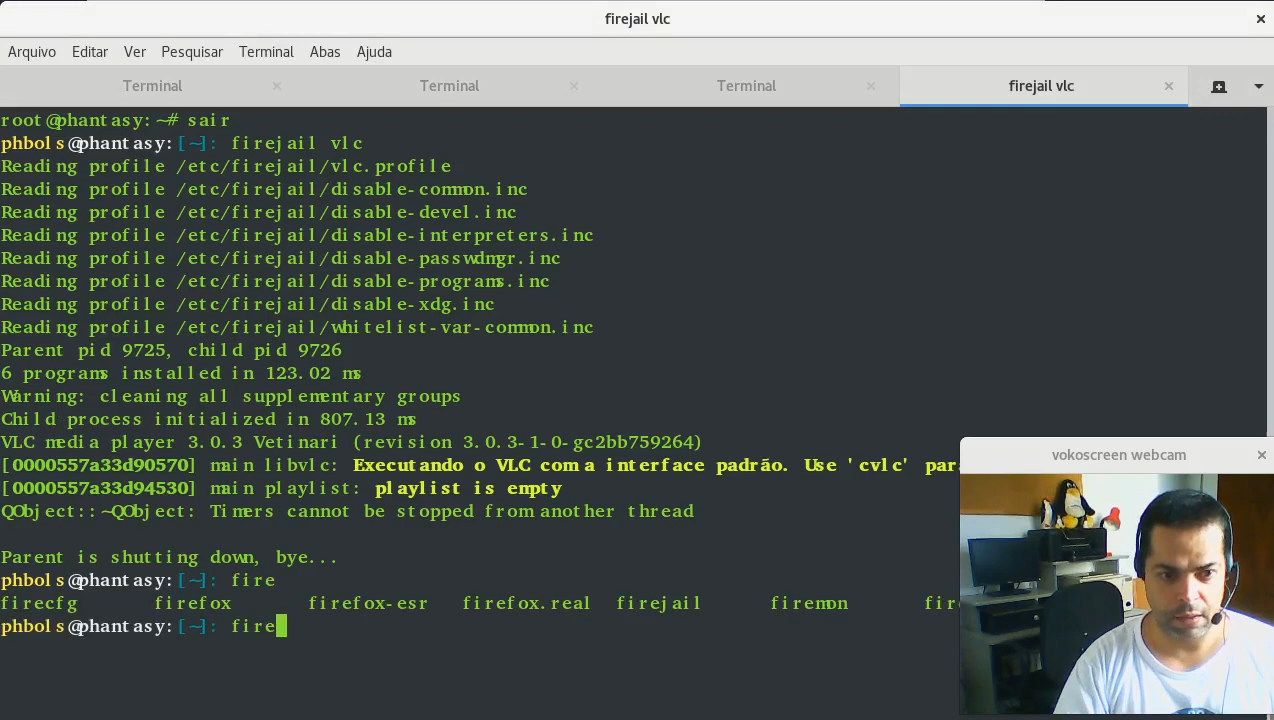 firejail vlc
Arquivo Editar Ver Pesquisar Terminal Abas Ajuda
Terminal Terminal Terminal firejail vlc
root@phantasy:~# sair
phbols@phantasy:[~]: firejail vlc
Reading profile /etc/firejail/vlc.profile
Reading profile /etc/firejail/disable-common.inc
Reading profile /etc/firejail/disable-devel.inc
Reading profile /etc/firejail/disable-interpreters.inc
Reading profile /etc/firejail/disable-passwdmgr.inc
Reading profile /etc/firejail/disable-programs.inc
Reading profile /etc/firejail/disable-xdg.inc
Reading profile /etc/firejail/whitelist-var-common.inc
Parent pid 9725, child pid 9726
6 programs installed in 123.02 ms
Warning: cleaning all supplementary groups
Child process initialized in 807.13 ms
VLC media player 3.0.3 Vetinari (revision 3.0.3-1-0-gc2bb759264)
[0000557a33d90570] main libvlc: Executando o VLC com a interface padrão. Use 'cvlc'
[0000557a33d94530] main playlist: playlist is empty
QObject::~QObject: Timers cannot be stopped from another thread
Parent is shutting down, bye...
phbols@phantasy:[~]: fire
firecfg firefox firefox-esr firefox.real firejail firemon
phbols@phantasy:[~]: fire
vokoscreen webcam